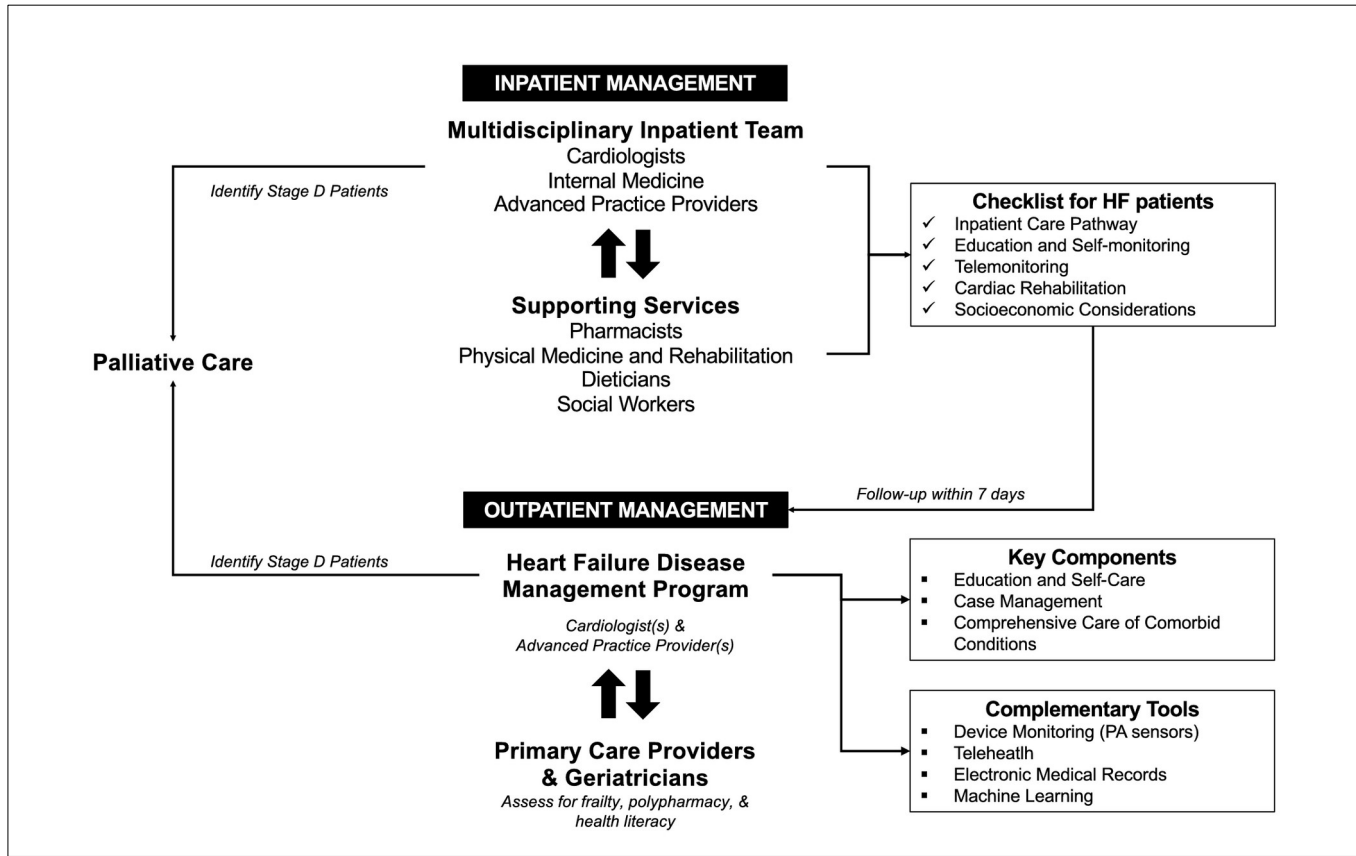 INPATIENT MANAGEMENT
Multidisciplinary Inpatient Team
Cardiologists
Internal Medicine
Advanced Practice Providers
Identify Stage D Patients
Supporting Services
Pharmacists
Physical Medicine and Rehabilitation
Dieticians
Social Workers
Checklist for HF patients
✓ Inpatient Care Pathway
✓ Education and Self-monitoring
✓ Telemonitoring
✓ Cardiac Rehabilitation
✓ Socioeconomic Considerations
Palliative Care
Follow-up within 7 days
OUTPATIENT MANAGEMENT
Identify Stage D Patients
Heart Failure Disease
Management Program
Cardiologist(s) &
Advanced Practice Provider(s)
Primary Care Providers
& Geriatricians
Assess for frailty, polypharmacy, &
health literacy
Key Components
▪ Education and Self-Care
▪ Case Management
▪ Comprehensive Care of Comorbid
Conditions
Complementary Tools
▪ Device Monitoring (PA sensors)
▪ Teleheatlh
▪ Electronic Medical Records
▪ Machine Learning